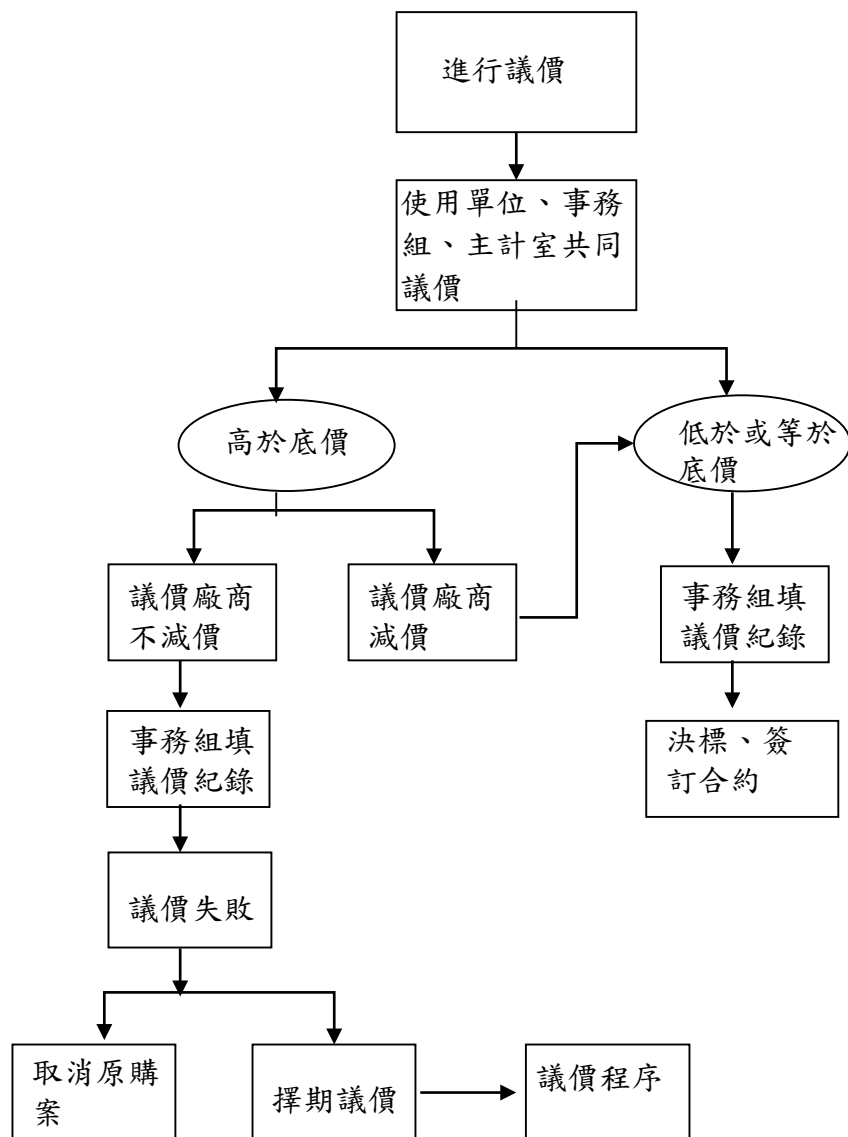 進行議價
使用單位、事務
組、主計室共同
議價
高於底價
低於或等於
底價
議價廠商
不減價
議價廠商
減價
事務組填
議價紀錄
事務組填
議價紀錄
決標、簽
訂合約
議價失敗
取消原購
案
擇期議價
議價程序